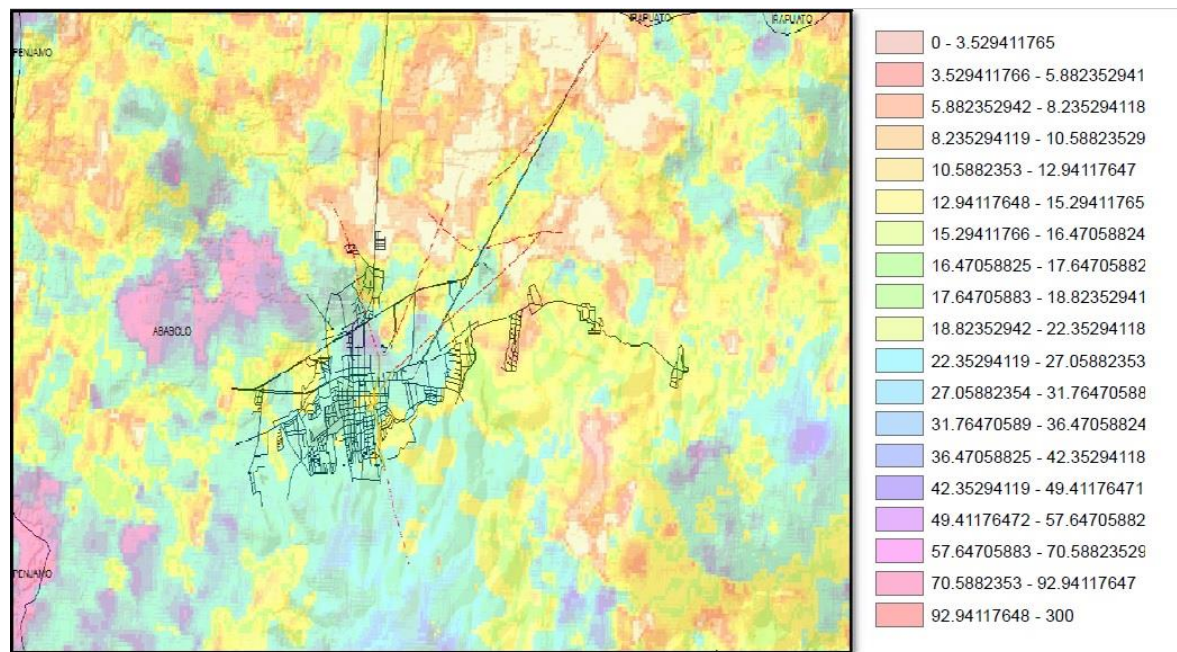 IRAPUATO
IRAPUATO
PENJAMO
ABABOLO
PENJAMO
0 - 3.529411765
3.529411766 - 5.882352941
5.882352942 - 8.235294118
8.235294119 - 10.58823529
10.5882353 - 12.94117647
12.94117648 - 15.29411765
15.29411766 - 16.47058824
16.47058825 - 17.64705882
17.64705883 - 18.82352941
18.82352942 - 22.35294118
22.35294119 - 27.05882353
27.05882354 - 31.76470588
31.76470589 - 36.47058824
36.47058825 - 42.35294118
42.35294119 - 49.41176471
49.41176472 - 57.64705882
57.64705883 - 70.58823529
70.5882353 - 92.94117647
92.94117648 - 300